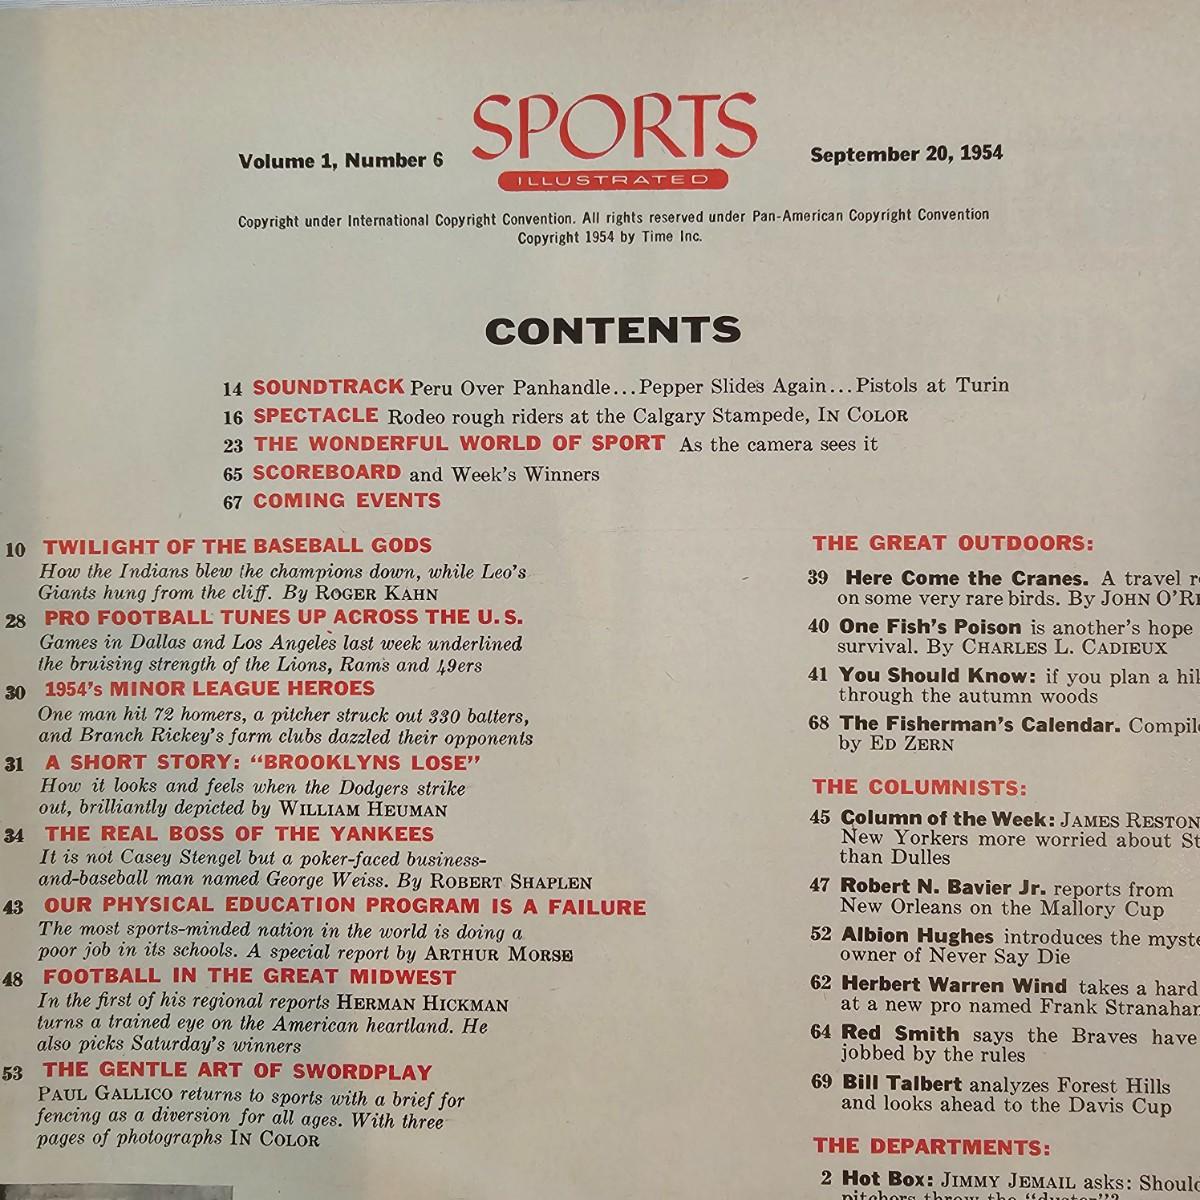 SPORTS
ILLUSTRATED
Volume 1, Number 6
September 20, 1954
Copyright under International Copyright Convention. All rights reserved under Pan-American Copyright Convention
Copyright 1954 by Time Inc.
CONTENTS
14 SOUNDTRACK Peru Over Panhandle...Pepper Slides Again...Pistols at Turin
16 SPECTACLE Rodeo rough riders at the Calgary Stampede, IN COLOR
23 THE WONDERFUL WORLD OF SPORT As the camera sees it
65 SCOREBOARD and Week's Winners
67 COMING EVENTS
10 TWILIGHT OF THE BASEBALL GODS
How the Indians blew the champions down, while Leo's
Giants hung from the cliff. By ROGER KAHN
28 PRO FOOTBALL TUNES UP ACROSS THE U.S.
Games in Dallas and Los Angeles last week underlined
the bruising strength of the Lions, Rams and 49ers
30 1954's MINOR LEAGUE HEROES
One man hit 72 homers, a pitcher struck out 330 batters,
and Branch Rickey's farm clubs dazzled their opponents
31 A SHORT STORY: "BROOKLYNS LOSE"
How it looks and feels when the Dodgers strike
out, brilliantly depicted by WILLIAM HEUMAN
34 THE REAL BOSS OF THE YANKEES
It is not Casey Stengel but a poker-faced business-
and-baseball man named George Weiss. By ROBERT SHAPLEN
43 OUR PHYSICAL EDUCATION PROGRAM IS A FAILURE
The most sports-minded nation in the world is doing a
poor job in its schools. A special report by ARTHUR MORSE
48 FOOTBALL IN THE GREAT MIDWEST
In the first of his regional reports HERMAN HICKMAN
turns a trained eye on the American heartland. He
also picks Saturday's winners
53 THE GENTLE ART OF SWORDPLAY
PAUL GALLICO returns to sports with a brief for
fencing as a diversion for all ages. With three
pages of photographs IN COLOR
THE GREAT OUTDOORS:
39 Here Come the Cranes. A travel
on some very rare birds. By JOHN
40 One Fish's Poison is another's hope
survival. By CHARLES L. CADIEUX
41 You Should Know: if you plan a
through the autumn woods
68 The Fisherman's Calendar.
by ED ZERN
THE COLUMNISTS:
45 Column of the Week: JAMES RESTON
New Yorkers more worried about
than Dulles
47 Robert N. Bavier Jr. reports from
New Orleans on the Mallory Cup
52 Albion Hughes introduces the
owner of Never Say Die
62 Herbert Warren Wind takes a hard
at a new pro named Frank Stranahan
64 Red Smith says the Braves have
jobbed by the rules
69 Bill Talbert analyzes Forest Hills
and looks ahead to the Davis Cup
THE DEPARTMENTS:
2 Hot Box: JIMMY JEMAIL asks: Should
pitchers throw the "duster"?